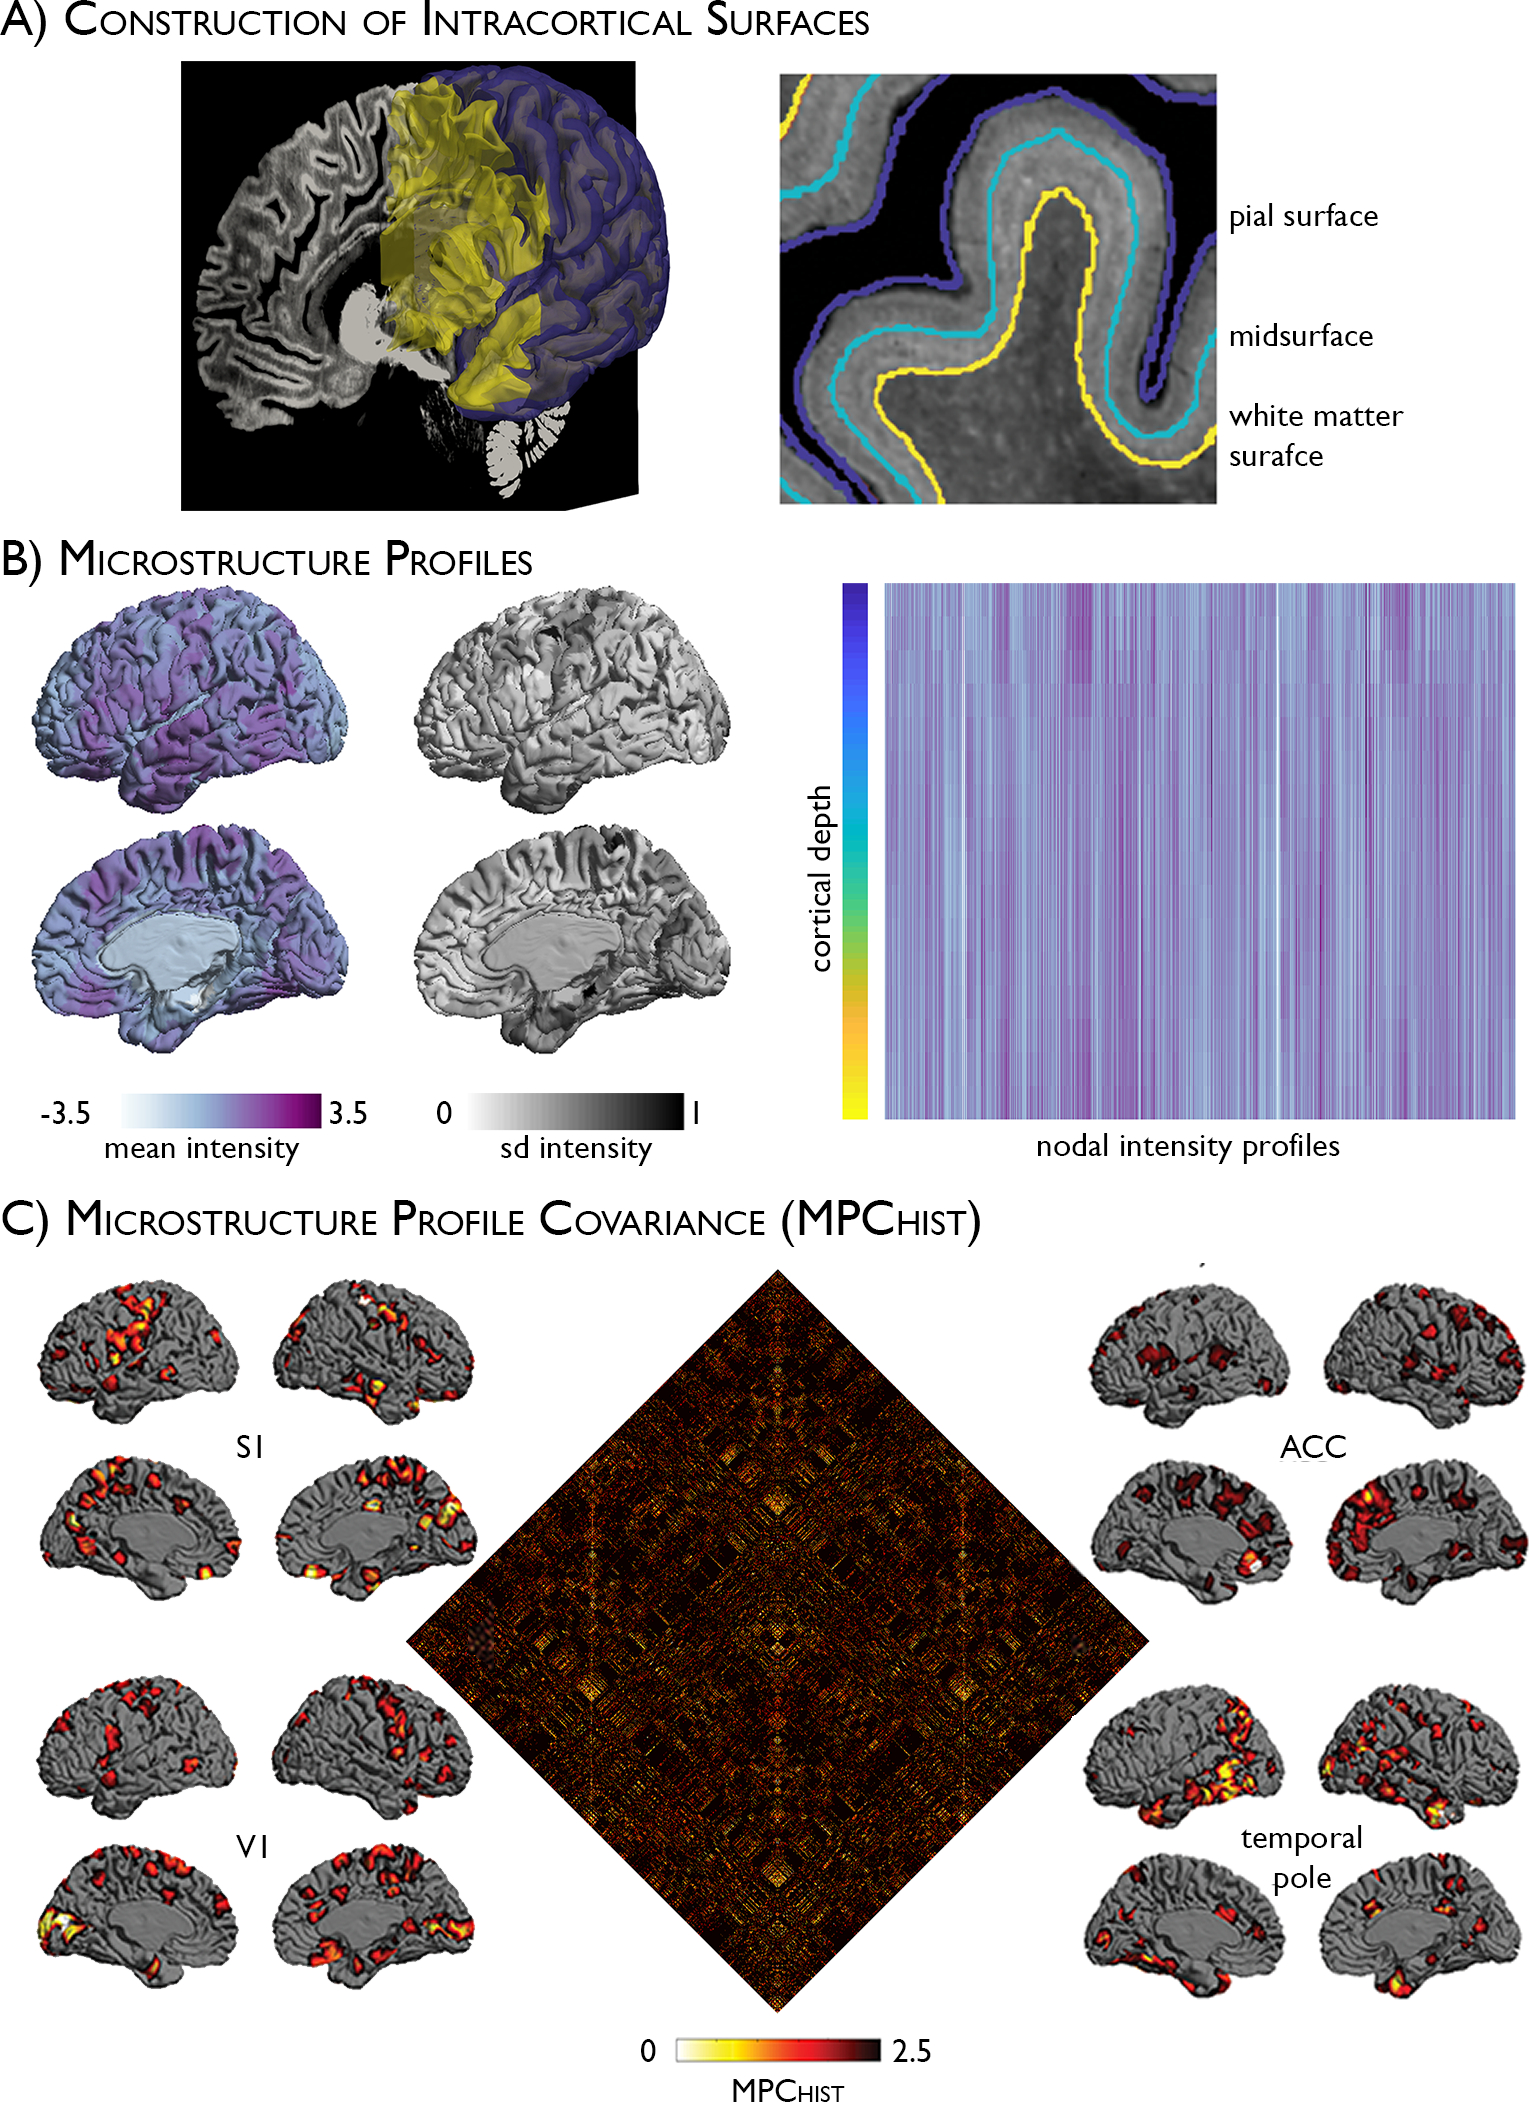 A) Construction of Intracortical Surfaces
pial surface
midsurface
white matter
surafce
B) Microstructure Profiles
cortical depth
-3.5
3.5
mean intensity
0
1
sd intensity
nodal intensity profiles
C) Microstructure Profile Covariance (MPCHIST)
S1
ACC
V1
temporal
pole
0
2.5
MPCHIST